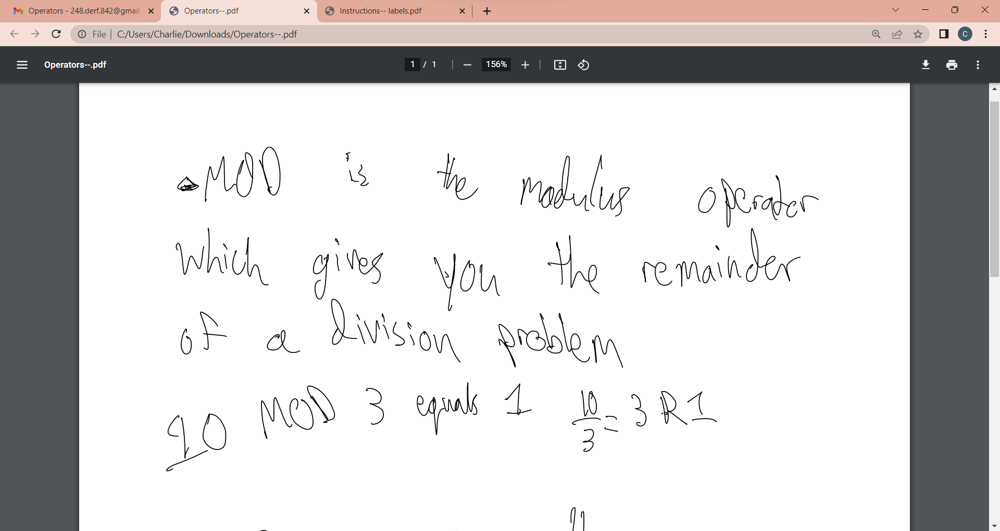 Operators - 248.derf.842@gmail.
Operators--.pdf
Instructions-- labels.pdf
File
C:/Users/Charlie/Downloads/Operators--.pdf
C
Operators--.pdf
1 / 1
156%
MOD is the modulus operator
which gives you the remainder
of a division problem
10 MOD 3 equals 1 10/3 = 3 R1